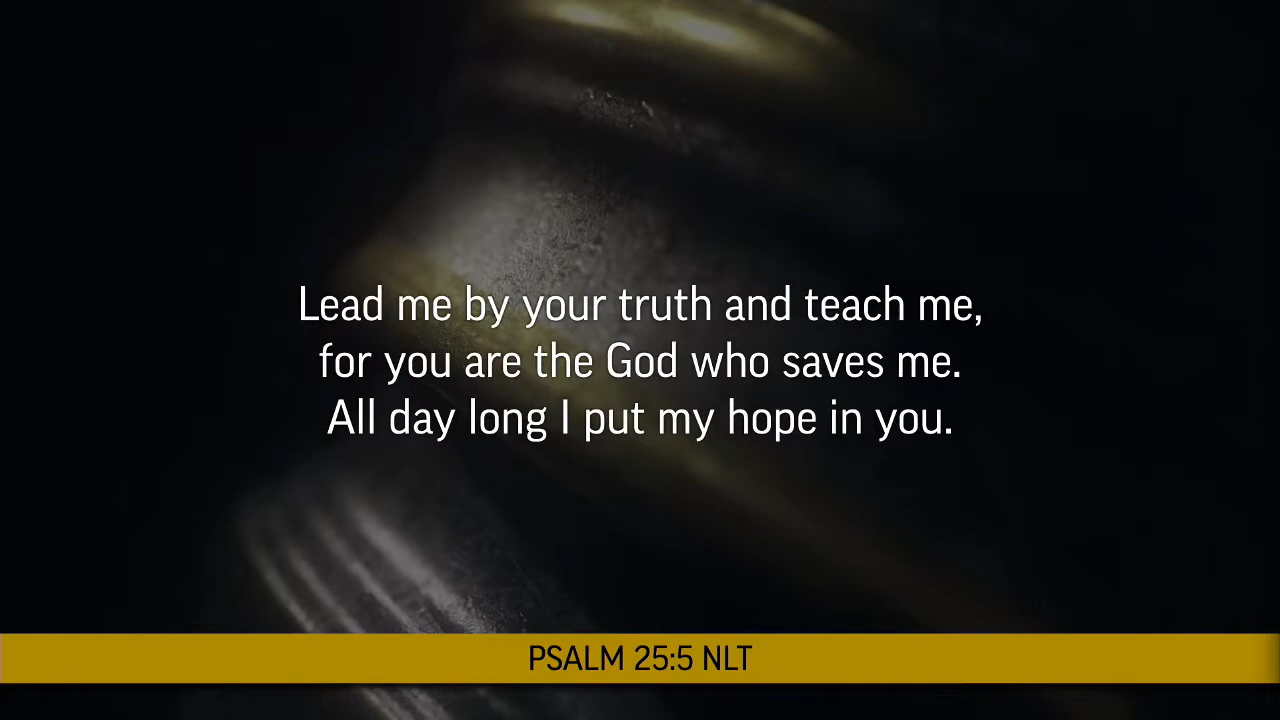 Lead me by your truth and teach me,
for you are the God who saves me.
All day long I put my hope in you.
PSALM 25:5 NLT